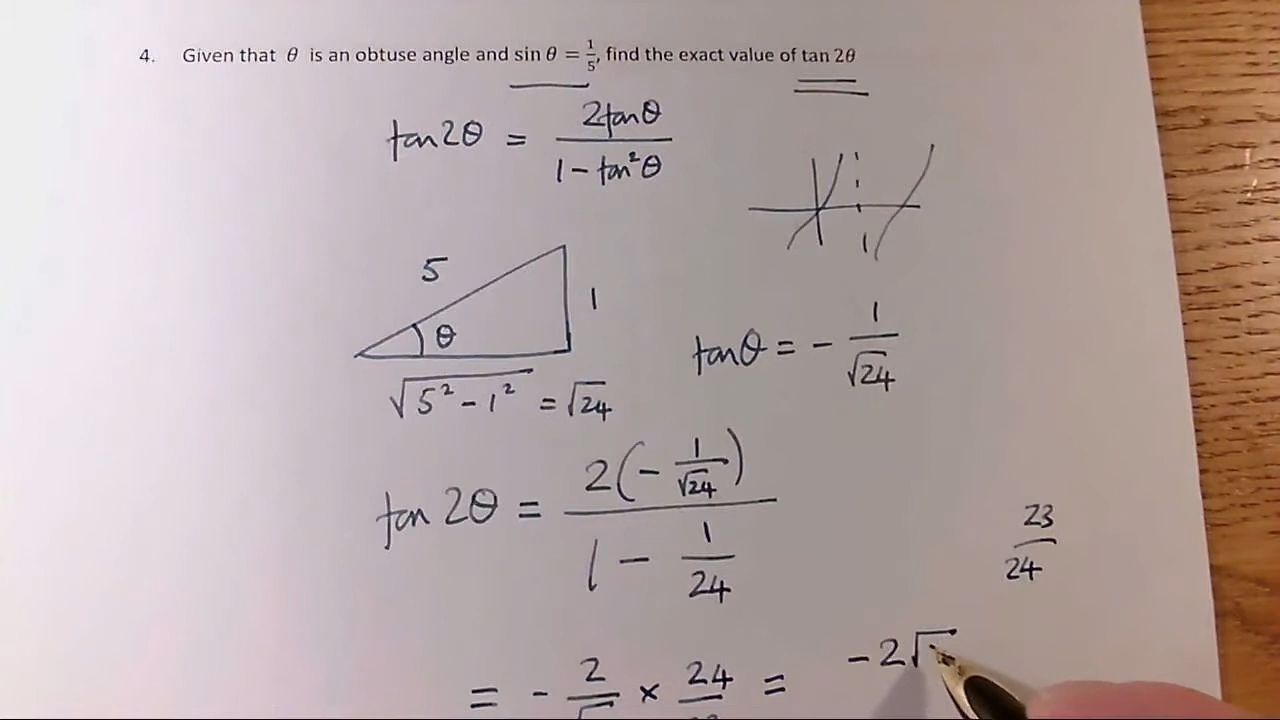 4. Given that θ is an obtuse angle and sin θ = 1/5, find the exact value of tan 2θ
tan2θ = 2tanθ / 1 - tan²θ
5
1
θ
√5² - 1² = √24
tanθ = - 1/√24
tan 2θ = 2(- 1/√24) / 1 - 1/24
23/24
= - 2/√ × 24/ = -2√